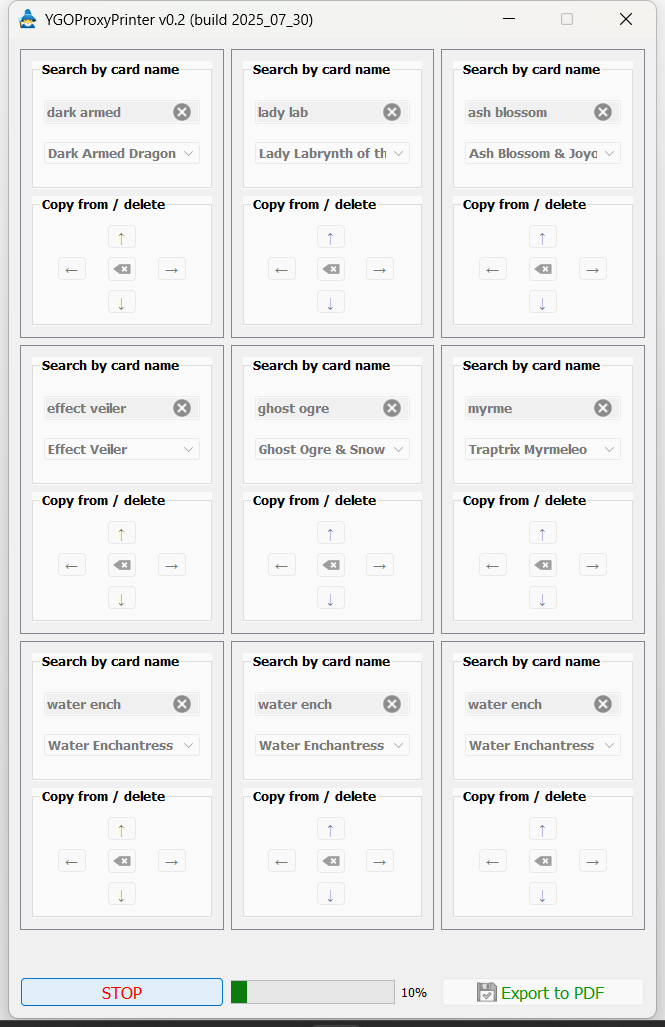 YGOProxyPrinter v0.2 (build 2025_07_30)
Search by card name Search by card name Search by card name
dark armed lady lab ash blossom
Dark Armed Dragon Lady Labrynth of th Ash Blossom & Joyo
Copy from / delete Copy from / delete Copy from / delete
↑ ↑ ↑
← → ← → ← →
↓ ↓ ↓
Search by card name Search by card name Search by card name
effect veiler ghost ogre myrme
Effect Veiler Ghost Ogre & Snow Traptrix Myrmeleo
Copy from / delete Copy from / delete Copy from / delete
↑ ↑ ↑
← → ← → ← →
↓ ↓ ↓
Search by card name Search by card name Search by card name
water ench water ench water ench
Water Enchantress Water Enchantress Water Enchantress
Copy from / delete Copy from / delete Copy from / delete
↑ ↑ ↑
← → ← → ← →
↓ ↓ ↓
STOP 10% Export to PDF